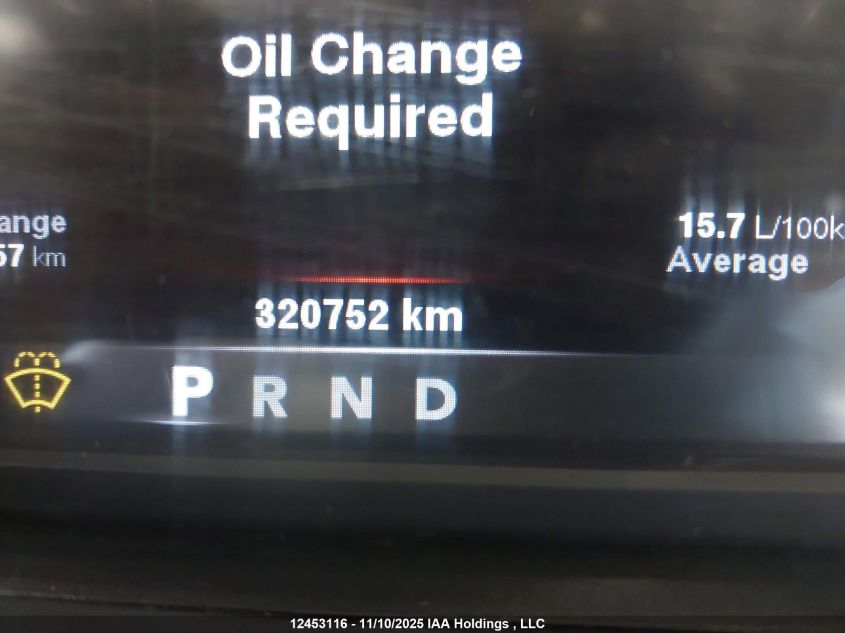 Oil Change
Required
ange
57 km
15.7 L/100k
Average
320752 km
P R N D
12453116 - 11/10/2025 IAA Holdings , LLC